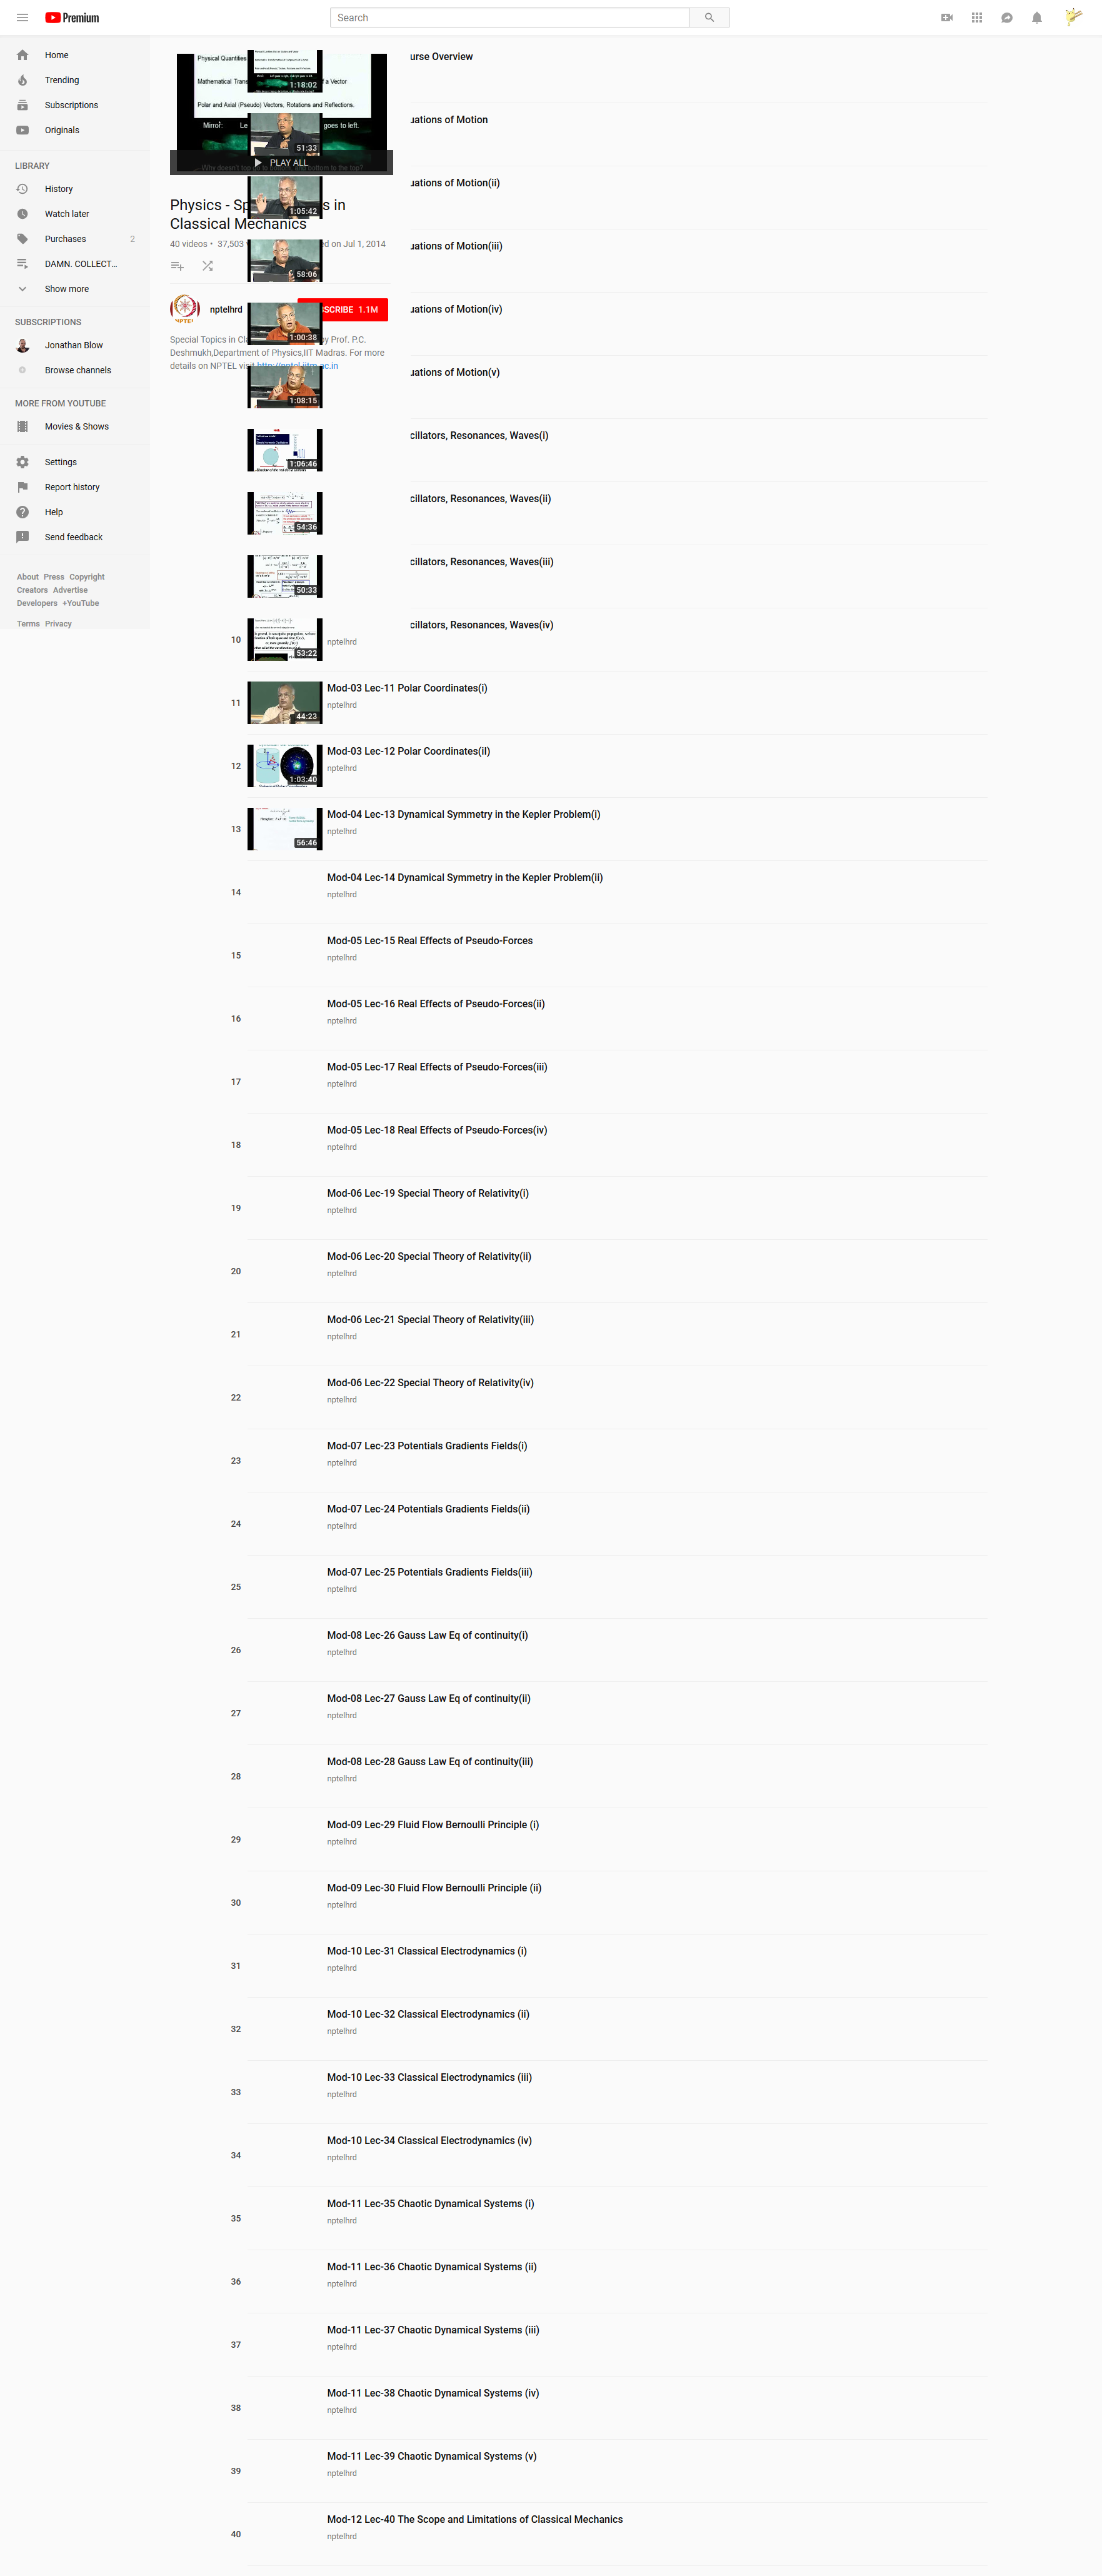 Premium
Search
Home
Trending
Subscriptions
Originals
LIBRARY
History
Watch later
Purchases 2
DAMN. COLLECT...
Show more
SUBSCRIPTIONS
Jonathan Blow
Browse channels
MORE FROM YOUTUBE
Movies & Shows
Settings
Report history
Help
Send feedback
About Press Copyright
Creators Advertise
Developers +YouTube
Terms Privacy
Physical Quantities
Mathematical Trans f a Vector
Polar and Axial (Pseudo) Vectors, Rotations and Reflections.
Mirror: Le goes to left.
PLAY ALL
Physics - Sp s in
Classical Mechanics
40 videos • 37,503 d on Jul 1, 2014
nptelhrd
SCRIBE 1.1M
Special Topics in Cla by Prof. P.C.
Deshmukh,Department of Physics,IIT Madras. For more
details on NPTEL visit http://nptel.iitm.ac.in
1:18:02
urse Overview
51:33
uations of Motion
1:05:42
uations of Motion(ii)
58:06
uations of Motion(iii)
1:00:38
uations of Motion(iv)
1:08:15
uations of Motion(v)
1:06:46
cillators, Resonances, Waves(i)
54:36
cillators, Resonances, Waves(ii)
50:33
cillators, Resonances, Waves(iii)
10
53:22
cillators, Resonances, Waves(iv)
nptelhrd
11
44:23
Mod-03 Lec-11 Polar Coordinates(i)
nptelhrd
12
1:03:40
Mod-03 Lec-12 Polar Coordinates(iI)
nptelhrd
13
56:46
Mod-04 Lec-13 Dynamical Symmetry in the Kepler Problem(i)
nptelhrd
14
Mod-04 Lec-14 Dynamical Symmetry in the Kepler Problem(ii)
nptelhrd
15
Mod-05 Lec-15 Real Effects of Pseudo-Forces
nptelhrd
16
Mod-05 Lec-16 Real Effects of Pseudo-Forces(ii)
nptelhrd
17
Mod-05 Lec-17 Real Effects of Pseudo-Forces(iii)
nptelhrd
18
Mod-05 Lec-18 Real Effects of Pseudo-Forces(iv)
nptelhrd
19
Mod-06 Lec-19 Special Theory of Relativity(i)
nptelhrd
20
Mod-06 Lec-20 Special Theory of Relativity(ii)
nptelhrd
21
Mod-06 Lec-21 Special Theory of Relativity(iii)
nptelhrd
22
Mod-06 Lec-22 Special Theory of Relativity(iv)
nptelhrd
23
Mod-07 Lec-23 Potentials Gradients Fields(i)
nptelhrd
24
Mod-07 Lec-24 Potentials Gradients Fields(ii)
nptelhrd
25
Mod-07 Lec-25 Potentials Gradients Fields(iii)
nptelhrd
26
Mod-08 Lec-26 Gauss Law Eq of continuity(i)
nptelhrd
27
Mod-08 Lec-27 Gauss Law Eq of continuity(ii)
nptelhrd
28
Mod-08 Lec-28 Gauss Law Eq of continuity(iii)
nptelhrd
29
Mod-09 Lec-29 Fluid Flow Bernoulli Principle (i)
nptelhrd
30
Mod-09 Lec-30 Fluid Flow Bernoulli Principle (ii)
nptelhrd
31
Mod-10 Lec-31 Classical Electrodynamics (i)
nptelhrd
32
Mod-10 Lec-32 Classical Electrodynamics (ii)
nptelhrd
33
Mod-10 Lec-33 Classical Electrodynamics (iii)
nptelhrd
34
Mod-10 Lec-34 Classical Electrodynamics (iv)
nptelhrd
35
Mod-11 Lec-35 Chaotic Dynamical Systems (i)
nptelhrd
36
Mod-11 Lec-36 Chaotic Dynamical Systems (ii)
nptelhrd
37
Mod-11 Lec-37 Chaotic Dynamical Systems (iii)
nptelhrd
38
Mod-11 Lec-38 Chaotic Dynamical Systems (iv)
nptelhrd
39
Mod-11 Lec-39 Chaotic Dynamical Systems (v)
nptelhrd
40
Mod-12 Lec-40 The Scope and Limitations of Classical Mechanics
nptelhrd